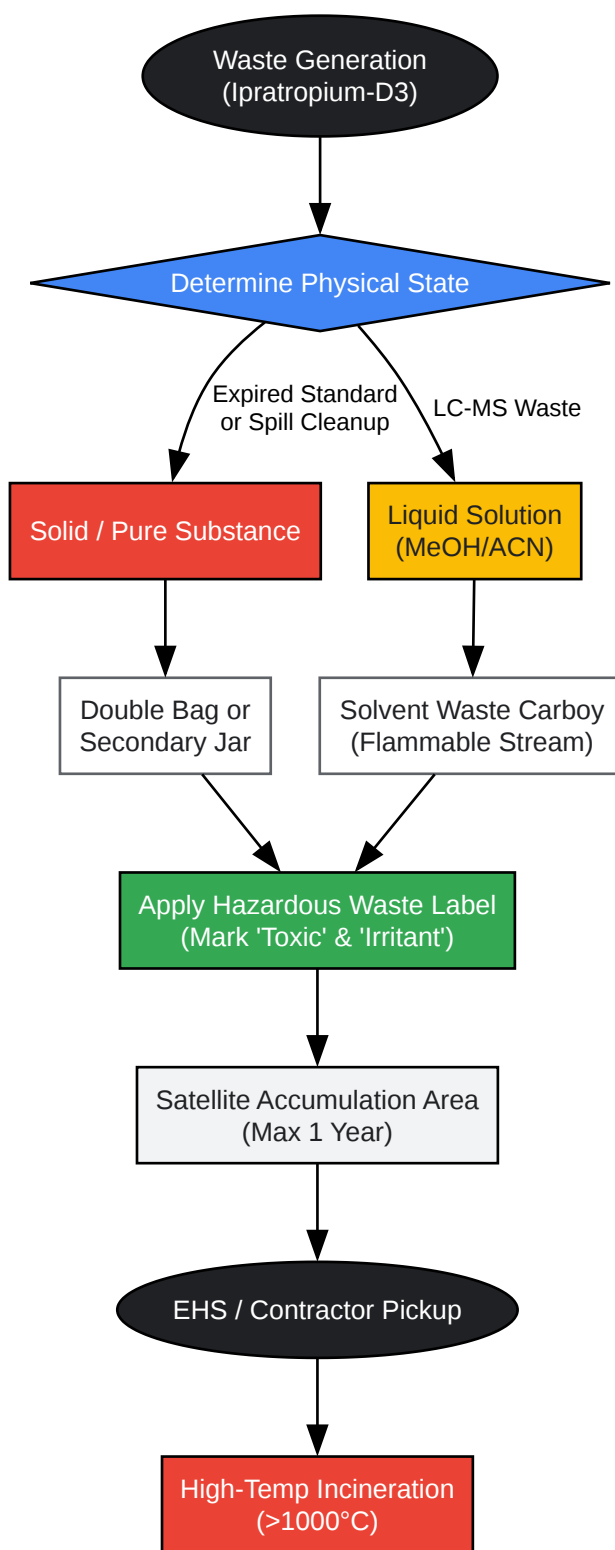 Waste Generation
(Ipratropium-D3)
Determine Physical State
Expired Standard
or Spill Cleanup
LC-MS Waste
Solid / Pure Substance
Liquid Solution
(MeOH/ACN)
Double Bag or
Secondary Jar
Solvent Waste Carboy
(Flammable Stream)
Apply Hazardous Waste Label
(Mark 'Toxic' & 'Irritant')
Satellite Accumulation Area
(Max 1 Year)
EHS / Contractor Pickup
High-Temp Incineration
(>1000°C)